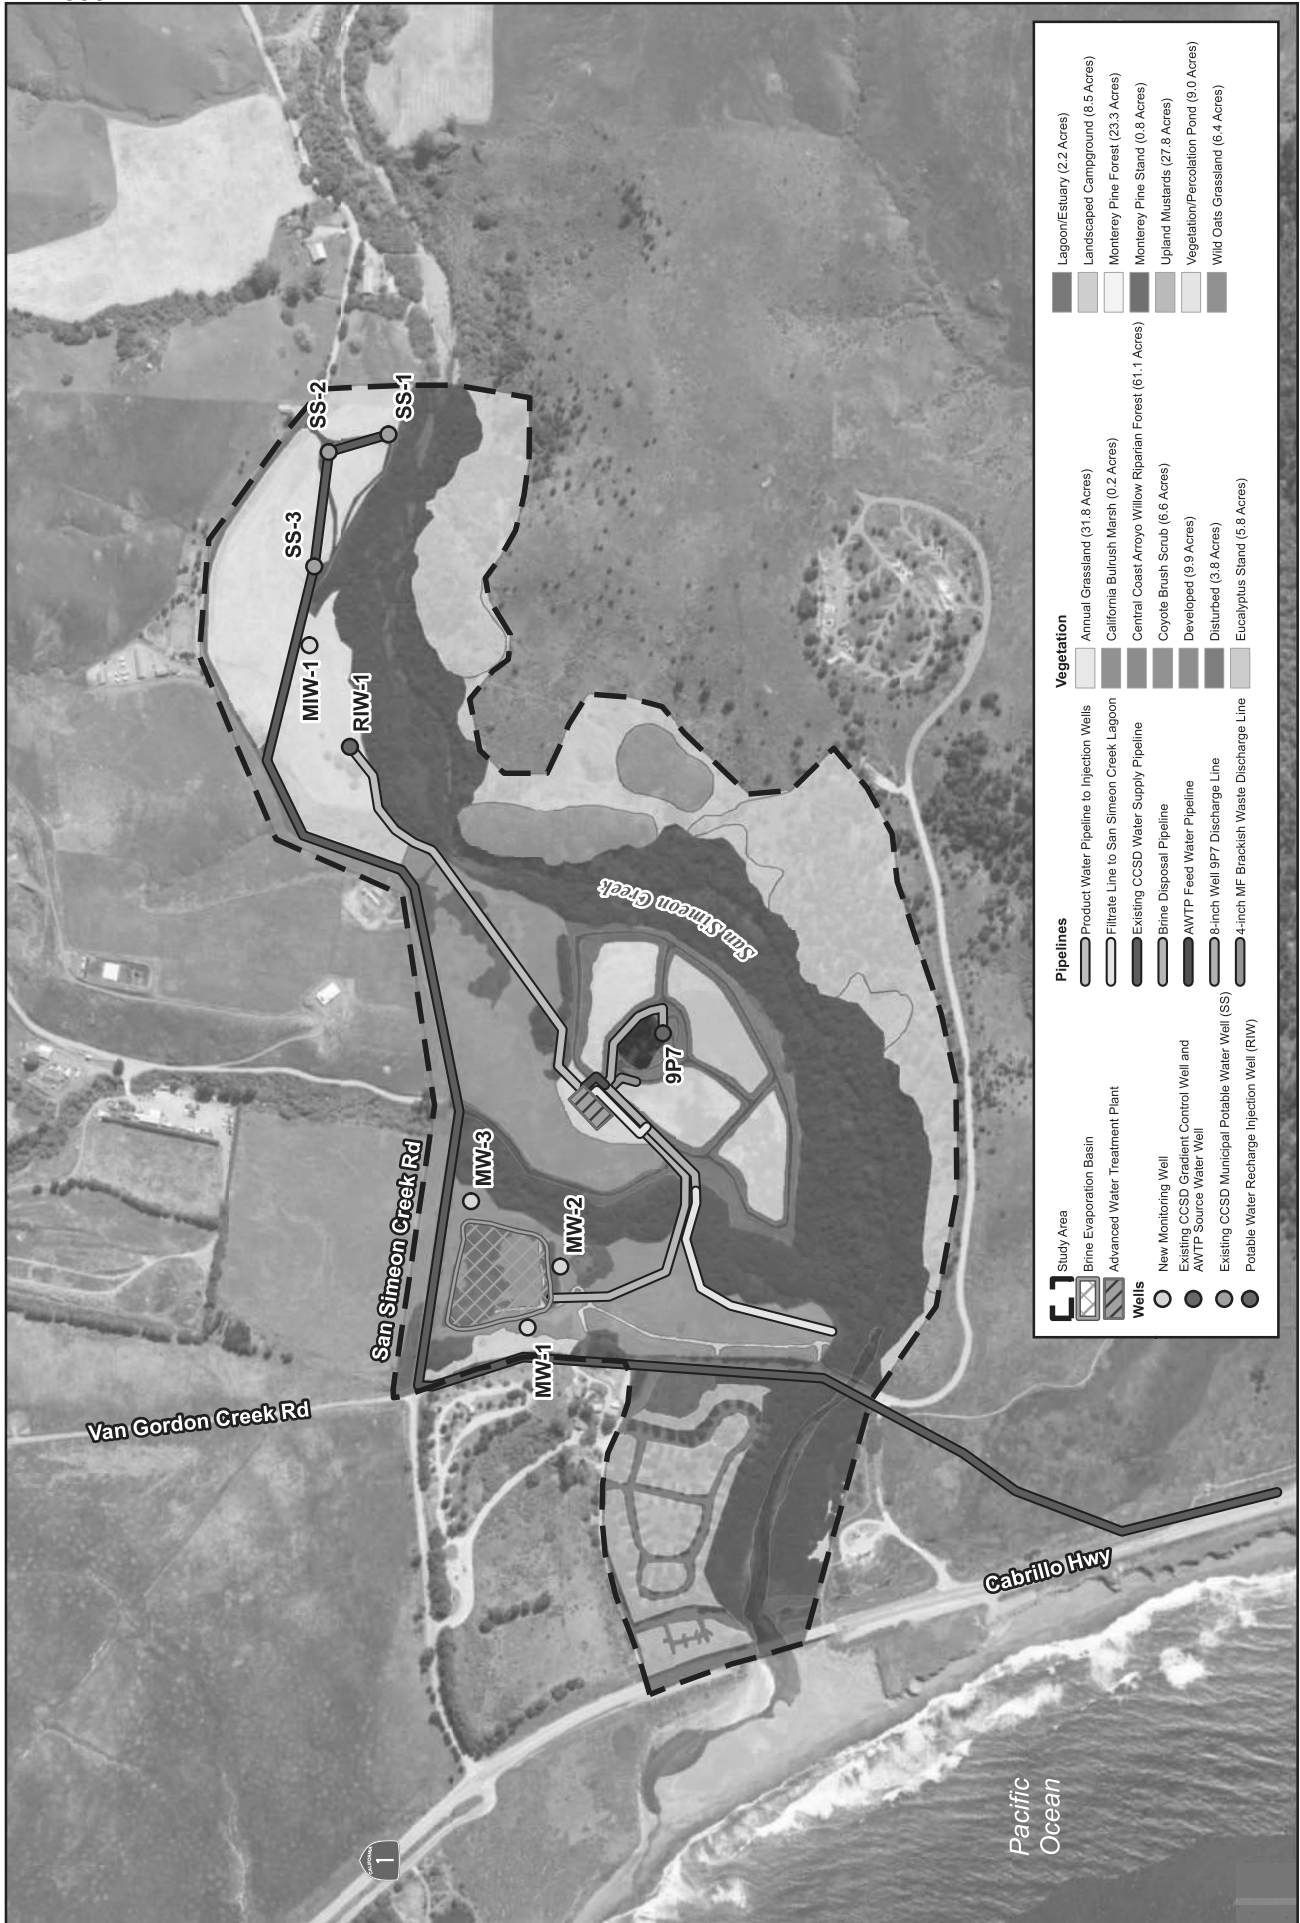 SS-2
SS-1
SS-3
MIW-1
RIW-1
San Simeon Creek
9P7
MW-3
MW-2
MW-1
San Simeon Creek Rd
Van Gordon Creek Rd
Cabrillo Hwy
CALIFORNIA
1
Pacific
Ocean
Study Area
Brine Evaporation Basin
Advanced Water Treatment Plant
Wells
New Monitoring Well
Existing CCSD Gradient Control Well and
AWTP Source Water Well
Existing CCSD Municipal Potable Water Well (SS)
Potable Water Recharge Injection Well (RIW)
Pipelines
Product Water Pipeline to Injection Wells
Filtrate Line to San Simeon Creek Lagoon
Existing CCSD Water Supply Pipeline
Brine Disposal Pipeline
AWTP Feed Water Pipeline
8-inch Well 9P7 Discharge Line
4-inch MF Brackish Waste Discharge Line
Vegetation
Annual Grassland (31.8 Acres)
California Bulrush Marsh (0.2 Acres)
Central Coast Arroyo Willow Riparian Forest (61.1 Acres)
Coyote Brush Scrub (6.6 Acres)
Developed (9.9 Acres)
Disturbed (3.8 Acres)
Eucalyptus Stand (5.8 Acres)
Lagoon/Estuary (2.2 Acres)
Landscaped Campground (8.5 Acres)
Monterey Pine Forest (23.3 Acres)
Monterey Pine Stand (0.8 Acres)
Upland Mustards (27.8 Acres)
Vegetation/Percolation Pond (9.0 Acres)
Wild Oats Grassland (6.4 Acres)